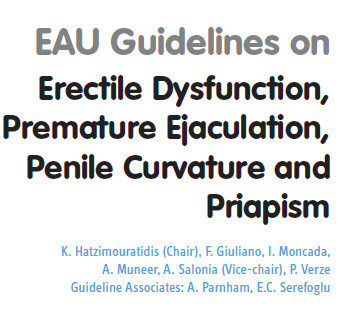 EAU Guidelines on
Erectile Dysfunction,
Premature Ejaculation,
Penile Curvature and
Priapism
K. Hatzimouratidis (Chair), F. Giuliano, I. Moncada,
A. Muneer, A. Salonia (Vice-chair), P. Verze
Guideline Associates: A. Parnham, E.C. Serefoglu